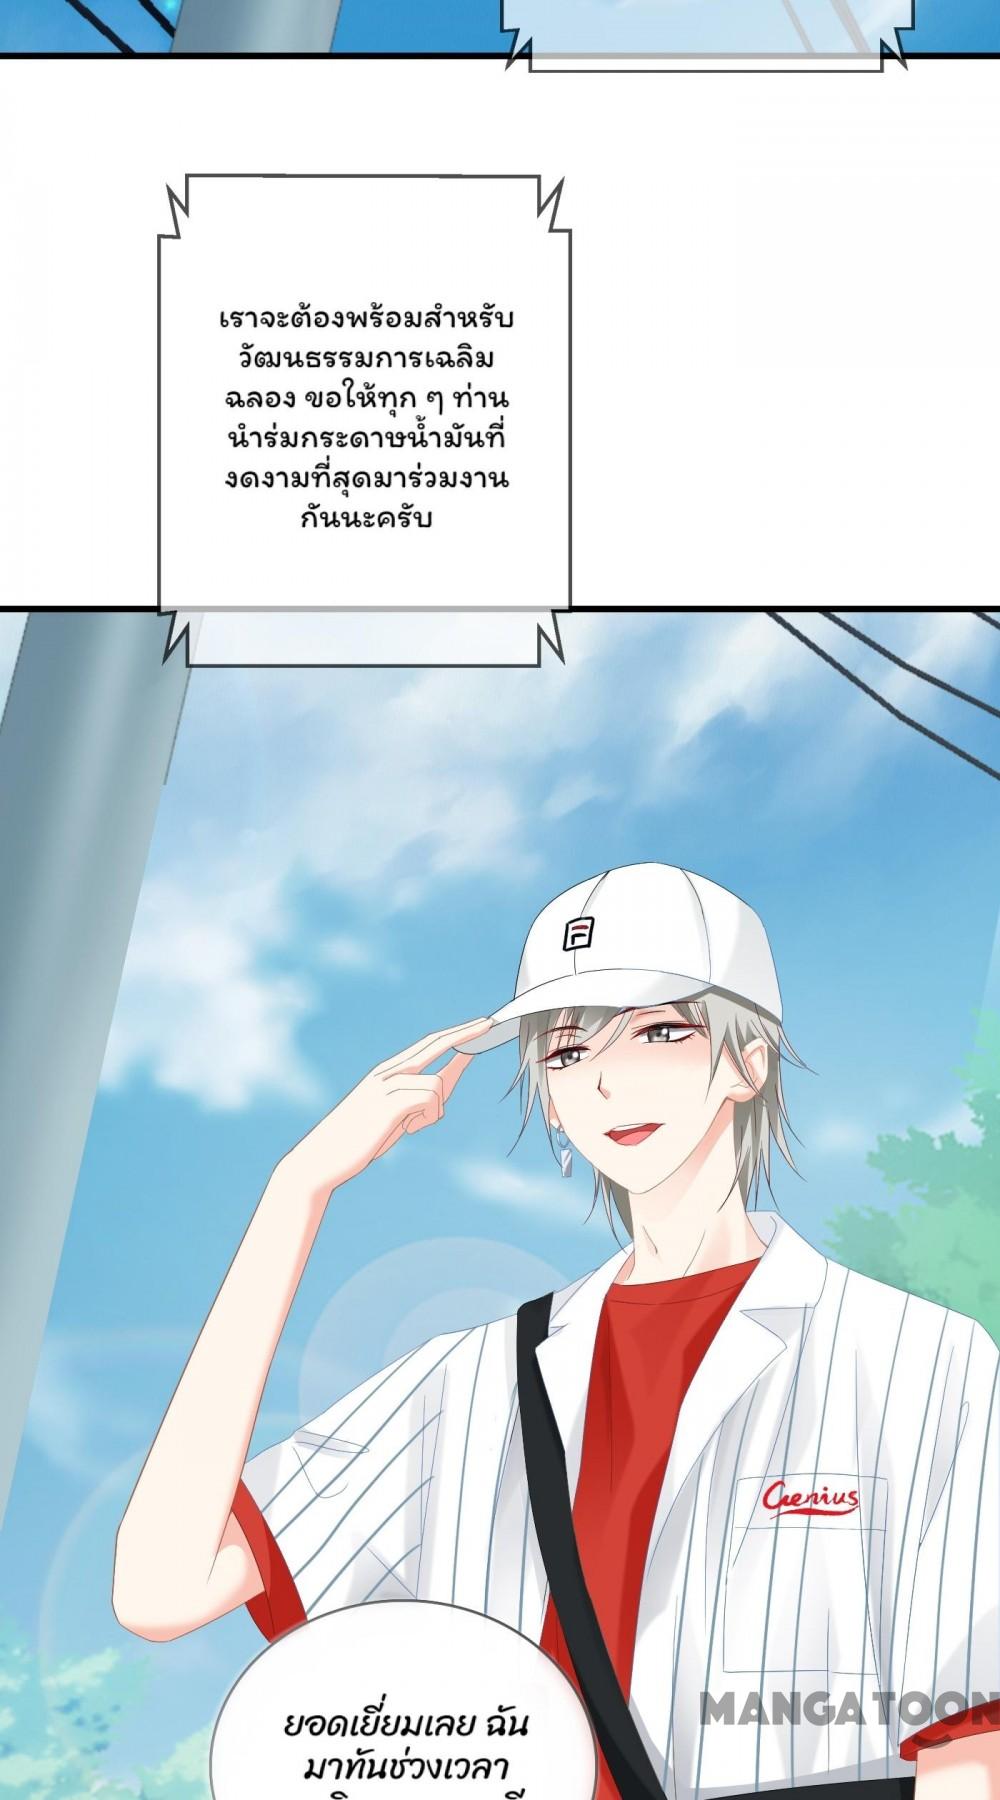 เราจะต้องพร้อมสำหรับ
วัฒนธรรมการเฉลิม
ฉลอง ขอให้ทุก ๆ ท่าน
นำร่มกระดาษน้ำมันที่
งดงามที่สุดมาร่วมงาน
กันนะครับ
F
Genius
MANGATOON
ยอดเยี่ยมเลย ฉัน
มาทันช่วงเวลา